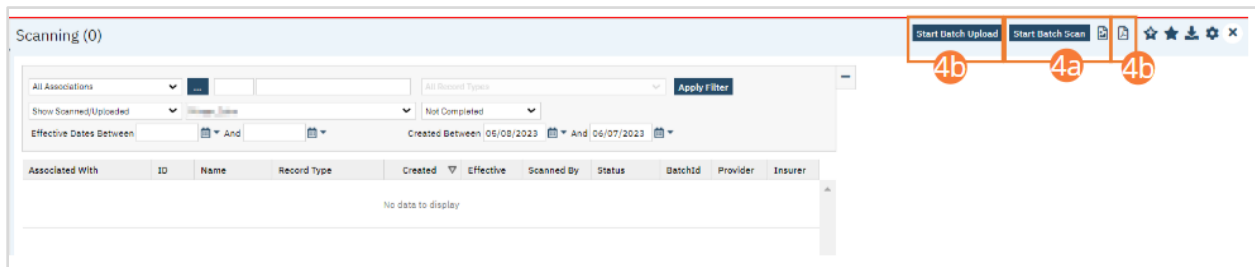 Scanning (0)
Start Batch Upload Start Batch Scan
4b 4a 4b
All Associations ... All Record Types Apply Filter
Show Scanned/Uploaded Not Completed
Effective Dates Between And Created Between 05/08/2023 And 06/07/2023
Associated With ID Name Record Type Created Effective Scanned By Status BatchId Provider Insurer
No data to display